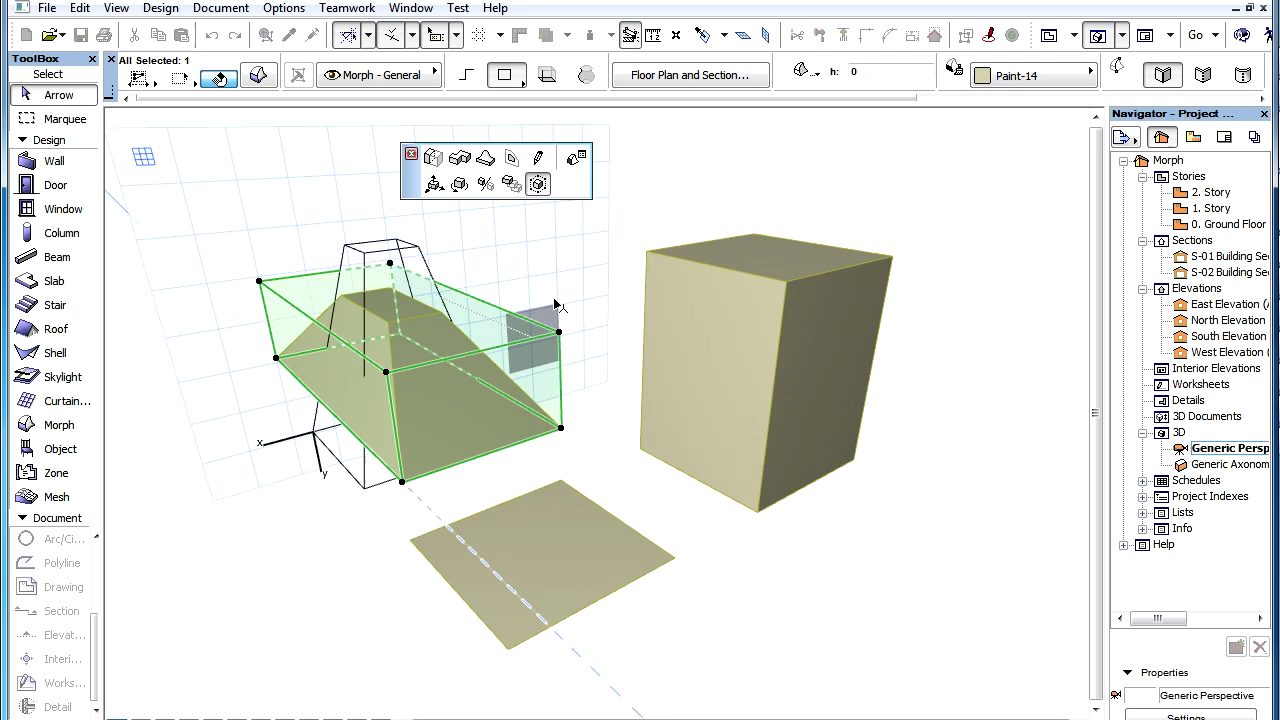 File Edit View Design Document Options Teamwork Window Test Help
Go
ToolBox
Select
Arrow
Marquee
Design
Wall
Door
Window
Column
Beam
Slab
Stair
Roof
Shell
Skylight
Curtain...
Morph
Object
Zone
Mesh
Document
Arc/Ci...
Polyline
Drawing
Section
Elevat...
Interi...
Works...
Detail
All Selected: 1
Morph - General
Floor Plan and Section...
h: 0
Paint-14
x
y
Navigator - Project ...
Morph
Stories
2. Story
1. Story
0. Ground Floor
Sections
S-01 Building Se
S-02 Building Se
Elevations
East Elevation (
North Elevation
South Elevation
West Elevation (
Interior Elevations
Worksheets
Details
3D Documents
3D
Generic Persp
Generic Axonom
Schedules
Project Indexes
Lists
Info
Help
Properties
Generic Perspective
Settings